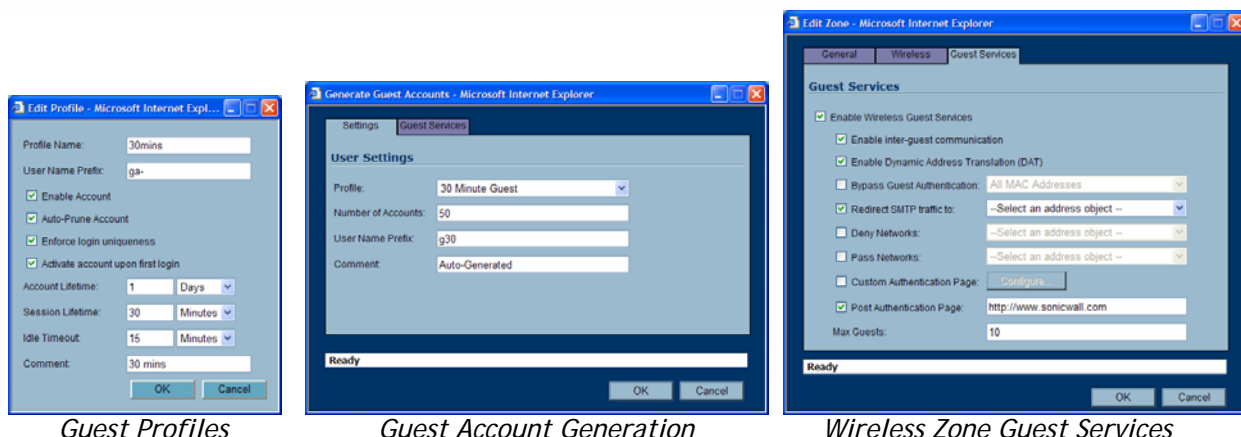 Edit Profile - Microsoft Internet Expl...
Profile Name: 30mins
User Name Prefix: ga-
Enable Account
Auto-Prune Account
Enforce login uniqueness
Activate account upon first login
Account Lifetime: 1 Days
Session Lifetime: 30 Minutes
Idle Timeout: 15 Minutes
Comment: 30 mins
OK Cancel
Guest Profiles
Generate Guest Accounts - Microsoft Internet Explorer
Settings Guest Services
User Settings
Profile: 30 Minute Guest
Number of Accounts: 50
User Name Prefix: g30
Comment: Auto-Generated
Ready
OK Cancel
Guest Account Generation
Edit Zone - Microsoft Internet Explorer
General Wireless Guest Services
Guest Services
Enable Wireless Guest Services
Enable inter-guest communication
Enable Dynamic Address Translation (DAT)
Bypass Guest Authentication: All MAC Addresses
Redirect SMTP traffic to: --Select an address object --
Deny Networks: --Select an address object --
Pass Networks: --Select an address object --
Custom Authentication Page: Configure...
Post Authentication Page: http://www.sonicwall.com
Max Guests: 10
Ready
OK Cancel
Wireless Zone Guest Services